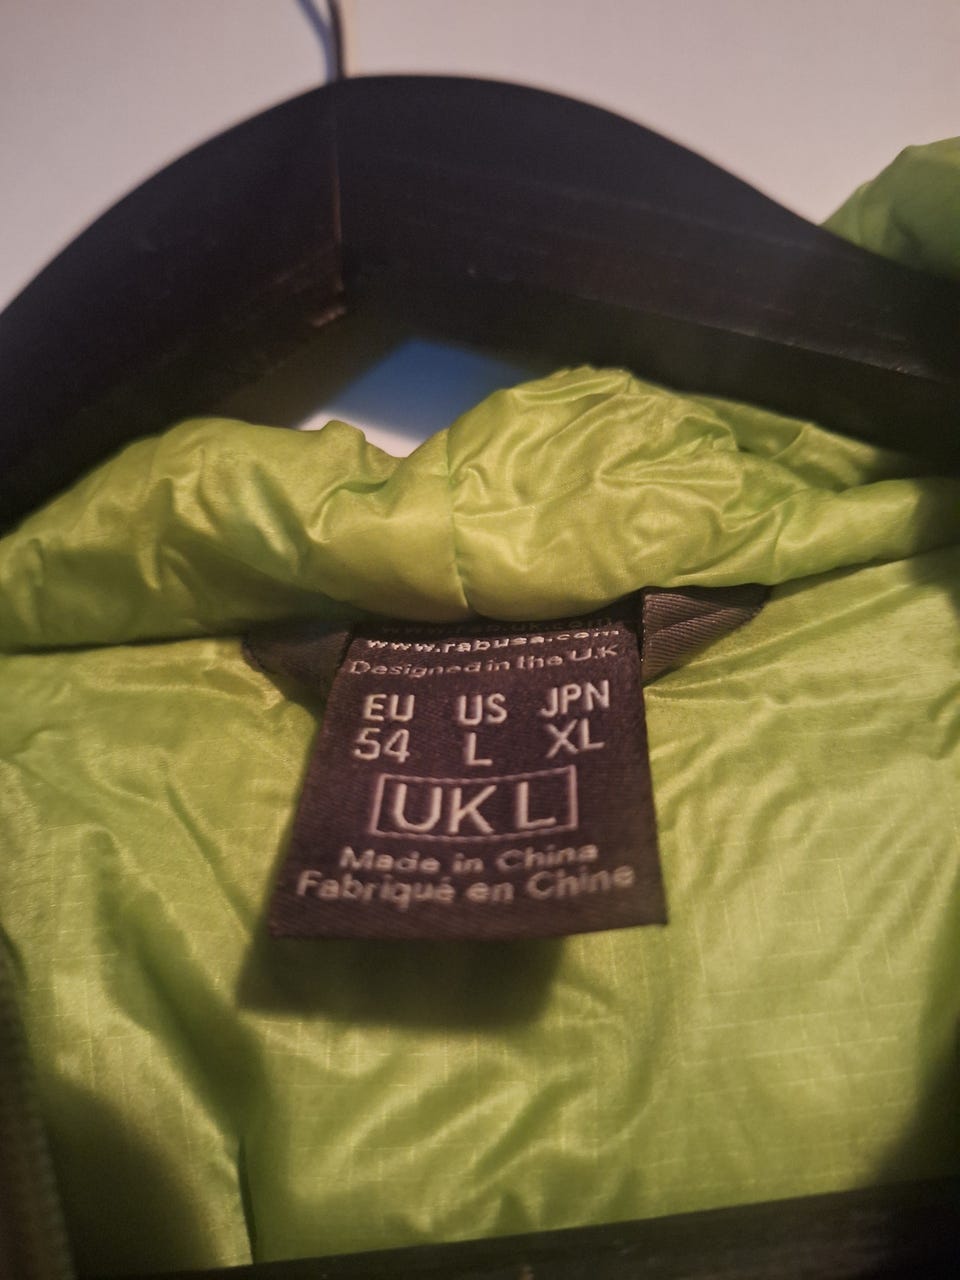 www.rabusa.com
Designed in the U.K
EU US JPN
54 L XL
UK L
Made in China
Fabriqué en Chine